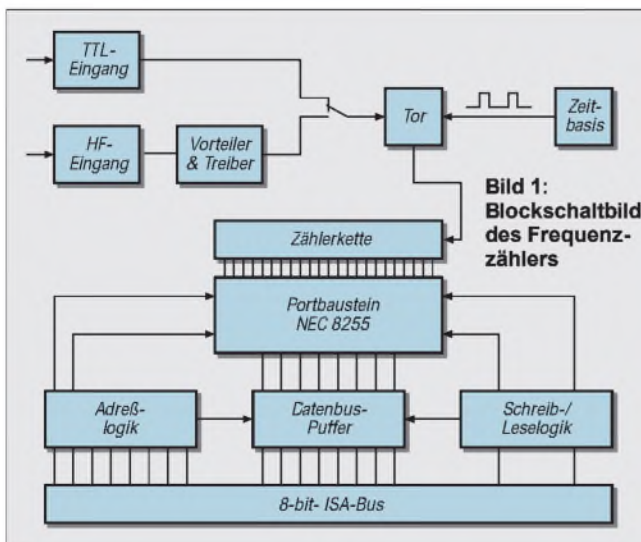 TTL-
Eingang
HF-
Eingang
Vorteiler
& Treiber
Tor
Zeit-
basis
Bild 1:
Blockschaltbild
des Frequenz-
zählers
Zählerkette
Portbaustein
NEC 8255
Adreß-
logik
Datenbus-
Puffer
Schreib-/
Leselogik
8-bit- ISA-Bus